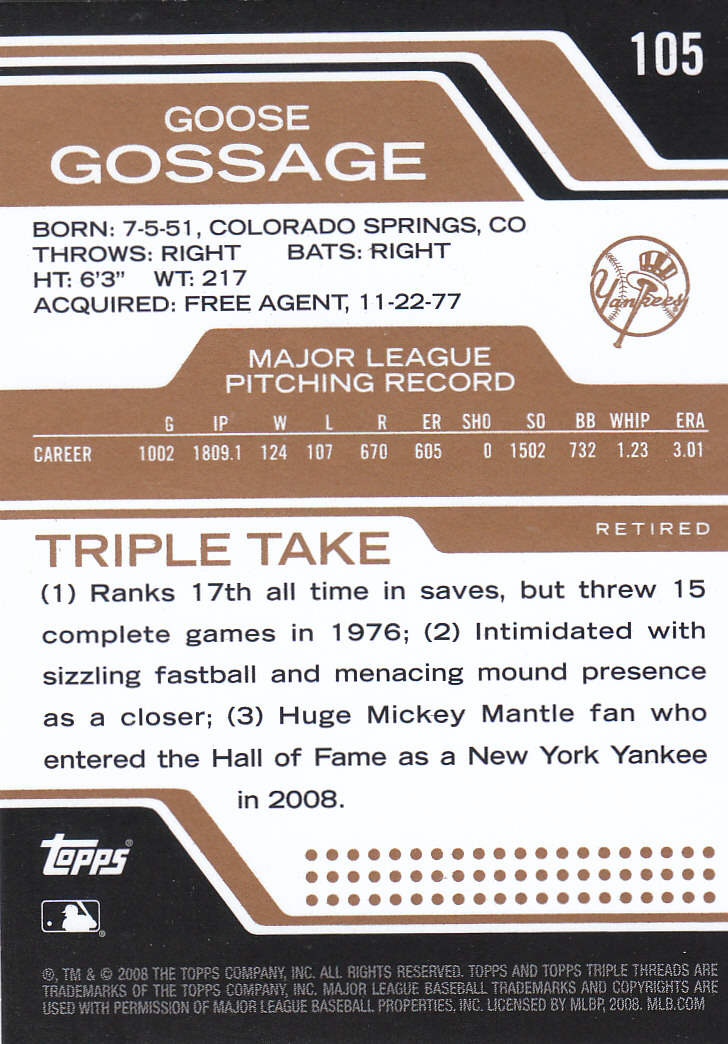 105
GOOSE
GOSSAGE
BORN: 7-5-51, COLORADO SPRINGS, CO
THROWS: RIGHT BATS: RIGHT
HT: 6'3" WT: 217
ACQUIRED: FREE AGENT, 11-22-77
Yankees
MAJOR LEAGUE
PITCHING RECORD
G IP W L R ER SHO SO BB WHIP ERA
CAREER 1002 1809.1 124 107 670 605 0 1502 732 1.23 3.01
RETIRED
TRIPLE TAKE
(1) Ranks 17th all time in saves, but threw 15
complete games in 1976; (2) Intimidated with
sizzling fastball and menacing mound presence
as a closer; (3) Huge Mickey Mantle fan who
entered the Hall of Fame as a New York Yankee
in 2008.
Topps®
®
®, TM & © 2008 THE TOPPS COMPANY, INC. ALL RIGHTS RESERVED. TOPPS AND TOPPS TRIPLE THREADS ARE
TRADEMARKS OF THE TOPPS COMPANY, INC. MAJOR LEAGUE BASEBALL TRADEMARKS AND COPYRIGHTS ARE
USED WITH PERMISSION OF MAJOR LEAGUE BASEBALL PROPERTIES, INC. LICENSED BY MLBP, 2008. MLB.COM